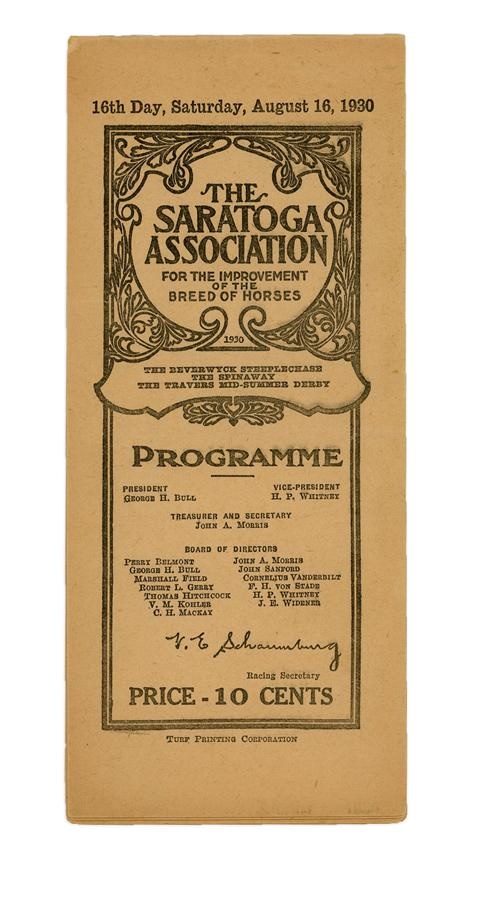 16th Day, Saturday, August 16, 1930
THE
SARATOGA
ASSOCIATION
FOR THE IMPROVEMENT
OF THE
BREED OF HORSES
1930
THE BEVERWYCK STEEPLECHASE
THE SPINAWAY
THE TRAVERS MID-SUMMER DERBY
PROGRAMME
PRESIDENT
GEORGE H. BULL
VICE-PRESIDENT
H. P. WHITNEY
TREASURER AND SECRETARY
JOHN A. MORRIS
BOARD OF DIRECTORS
PERRY BELMONT
GEORGE H. BULL
MARSHALL FIELD
ROBERT L. GERRY
THOMAS HITCHCOCK
V. M. KOHLER
C. H. MACKAY
JOHN A. MORRIS
JOHN SANFORD
CORNELIUS VANDERBILT
F. H. VON STADE
H. P. WHITNEY
J. E. WIDENER
V. E. Schaumburg
Racing Secretary
PRICE - 10 CENTS
TURF PRINTING CORPORATION